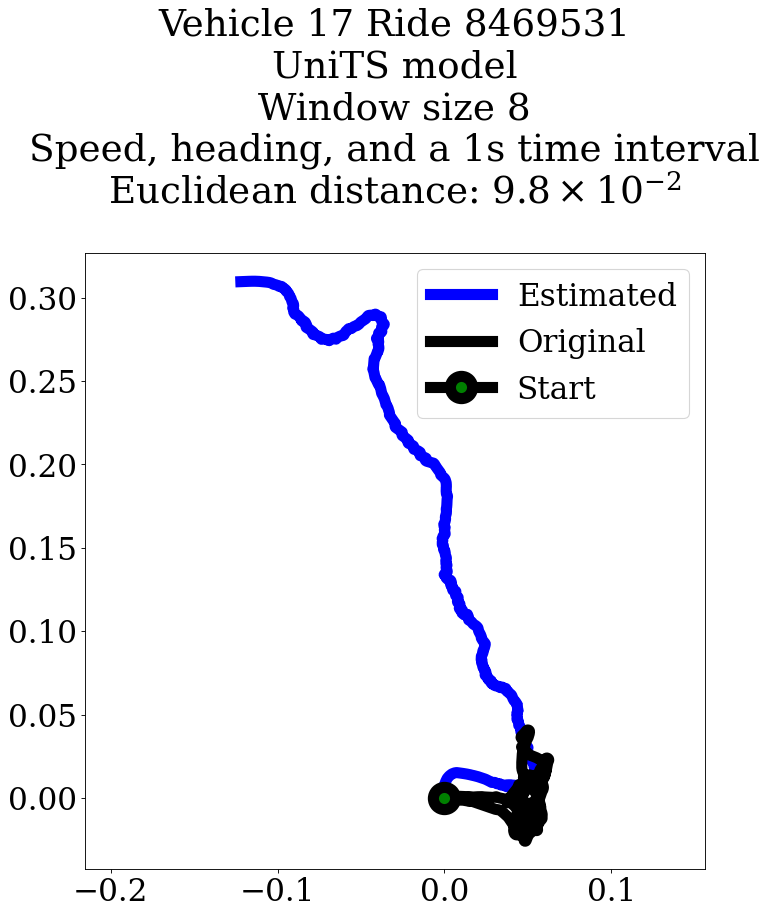 Vehicle 17 Ride 8469531
UniTS model
Window size 8
Speed, heading, and a 1s time interval
Euclidean distance: 9.8 × 10⁻²
Estimated
Original
Start
0.30
0.25
0.20
0.15
0.10
0.05
0.00
−0.2
−0.1
0.0
0.1